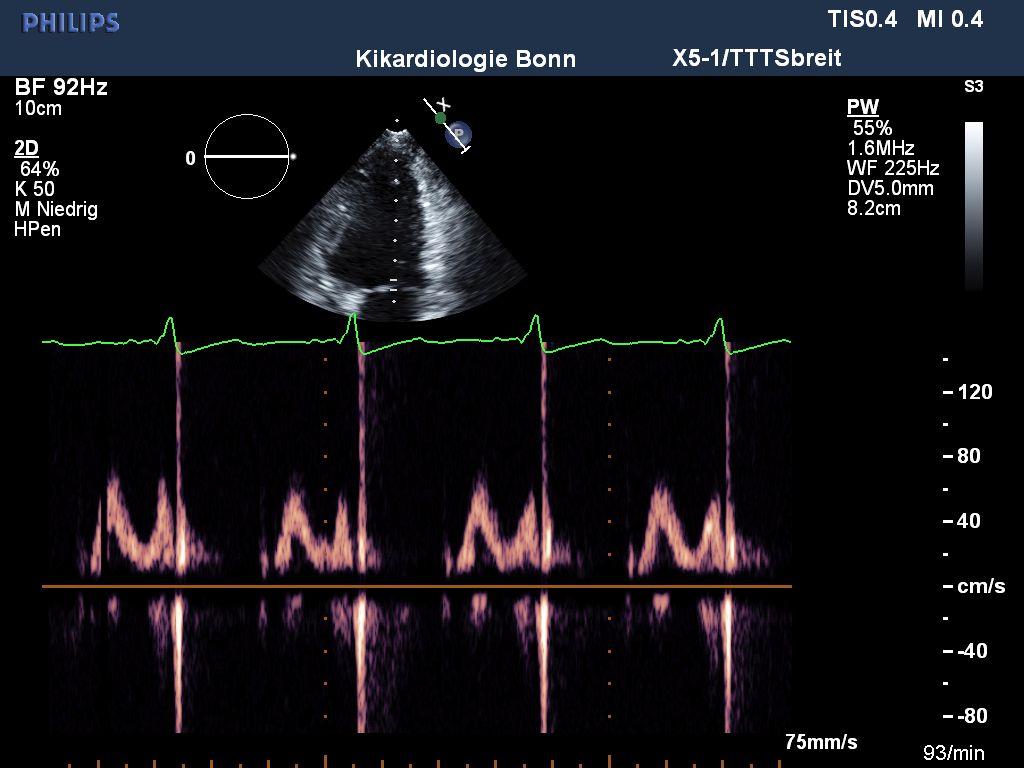 PHILIPS
TIS0.4 MI 0.4
Kikardiologie Bonn
X5-1/TTTSbreit
BF 92Hz
10cm
2D
64%
K 50
M Niedrig
HPen
0
X
P
S3
PW
55%
1.6MHz
WF 225Hz
DV5.0mm
8.2cm
120
80
40
cm/s
-40
-80
75mm/s
93/min